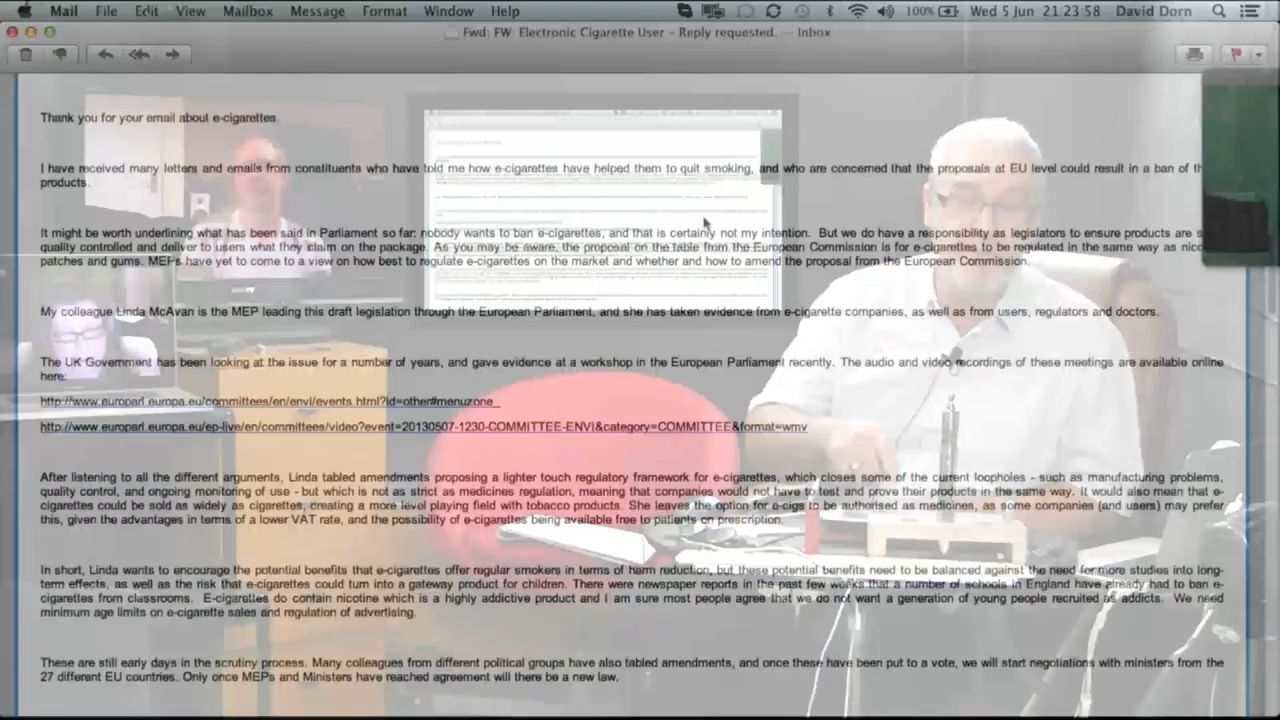 Mail File Edit View Mailbox Message Format Window Help 100% Wed 5 Jun 21:23:58 David Dorn
Fwd: FW: Electronic Cigarette User - Reply requested. — Inbox
Thank you for your email about e-cigarettes.
I have received many letters and emails from constituents who have told me how e-cigarettes have helped them to quit smoking, and who are concerned that the proposals at EU level could result in a ban of
products.
It might be worth underlining what has been said in Parliament so far: nobody wants to ban e-cigarettes, and that is certainly not my intention. But we do have a responsibility as legislators to ensure products are
quality controlled and deliver to users what they claim on the package. As you may be aware, the proposal on the table from the European Commission is for e-cigarettes to be regulated in the same way as
patches and gums. MEPs have yet to come to a view on how best to regulate e-cigarettes on the market and whether and how to amend the proposal from the European Commission.
My colleague Linda McAvan is the MEP leading this draft legislation through the European Parliament, and she has taken evidence from e-cigarette companies, as well as from users, regulators and doctors.
The UK Government has been looking at the issue for a number of years, and gave evidence at a workshop in the European Parliament recently. The audio and video recordings of these meetings are available online
here:
http://www.europarl.europa.eu/committees/en/envi/events.html?id=other#menuzone
http://www.europarl.europa.eu/ep-live/en/committees/video?event=20130507-1230-COMMITTEE-ENVI&category=COMMITTEE&format=wmv
After listening to all the different arguments, Linda tabled amendments proposing a lighter touch regulatory framework for e-cigarettes, which closes some of the current loopholes - such as manufacturing problems,
quality control, and ongoing monitoring of use - but which is not as strict as medicines regulation, meaning that companies would not have to test and prove their products in the same way. It would also mean that e-
cigarettes could be sold as widely as cigarettes, creating a more level playing field with tobacco products. She leaves the option for e-cigs to be authorised as medicines, as some companies (and users) may prefer
this, given the advantages in terms of a lower VAT rate, and the possibility of e-cigarettes being available free to patients on prescription.
In short, Linda wants to encourage the potential benefits that e-cigarettes offer regular smokers in terms of harm reduction, but these potential benefits need to be balanced against the need for more studies into long-
term effects, as well as the risk that e-cigarettes could turn into a gateway product for children. There were newspaper reports in the past few weeks that a number of schools in England have already had to ban e-
cigarettes from classrooms. E-cigarettes do contain nicotine which is a highly addictive product and I am sure most people agree that we do not want a generation of young people recruited as addicts. We need
minimum age limits on e-cigarette sales and regulation of advertising.
These are still early days in the scrutiny process. Many colleagues from different political groups have also tabled amendments, and once these have been put to a vote, we will start negotiations with ministers from the
27 different EU countries. Only once MEPs and Ministers have reached agreement will there be a new law.